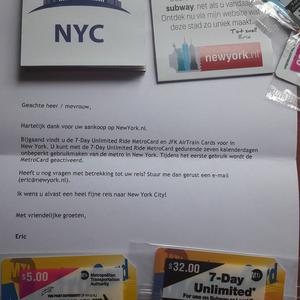 NYC
subway, net als u vandaa
Ontdek nu via mijn website w
deze stad zo uniek maakt
Tot snel!
Eric
newyork.nl
Geachte heer / mevrouw,
Hartelijk dank voor uw aankoop op NewYork.nl.
Bijgaand vindt u de 7-Day Unlimited Ride MetroCard en JFK AirTrain Cards voor in
New York. U kunt met de 7-Day Unlimited Ride MetroCard gedurende zeven kalenderdagen
onbeperkt gebruikmaken van de metro in New York. Tijdens het eerste gebruik wordt de
MetroCard geactiveerd.
Heeft u nog vragen met betrekking tot uw reis? Stuur me dan gerust een e-mail
(eric@newyork.nl).
Ik wens u alvast een heel fijne reis naar New York City!
Met vriendelijke groeten,
Eric
$5.00
Metropolitan
Transportation
Authority
$32.00
7-Day
Unlimited*